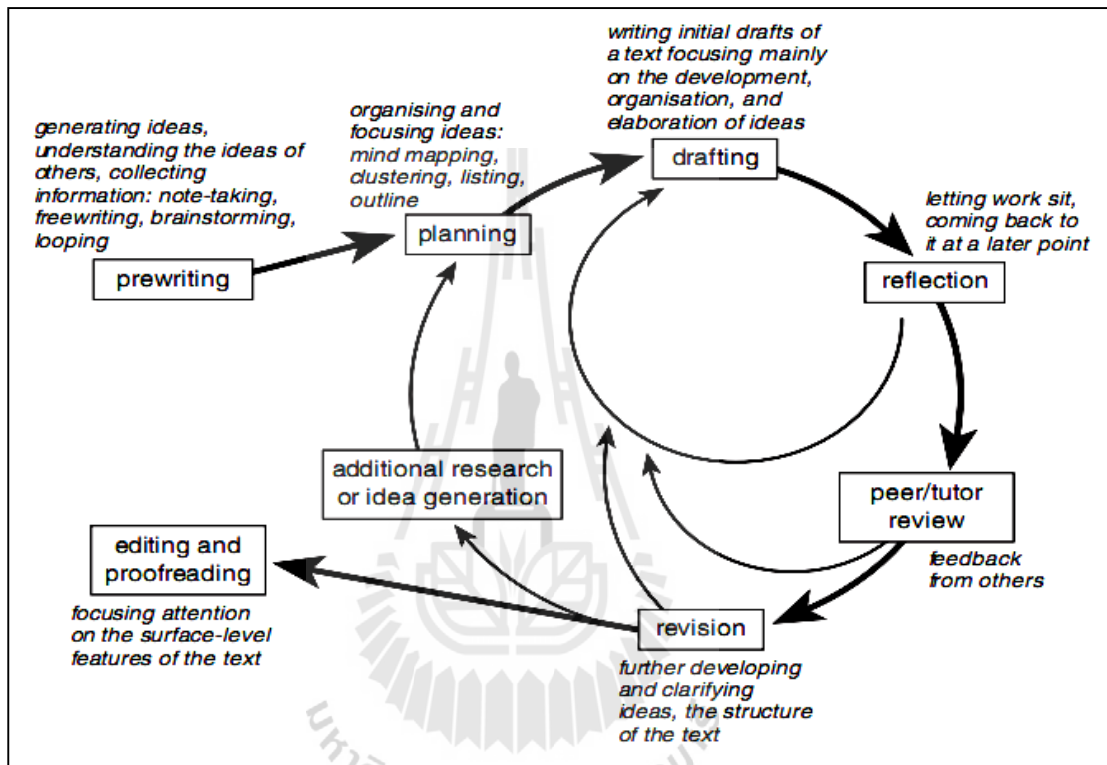 writing initial drafts of
a text focusing mainly
on the development,
organisation, and
elaboration of ideas
drafting
organising and
focusing ideas:
mind mapping,
clustering, listing,
outline
planning
generating ideas,
understanding the ideas of
others, collecting
information: note-taking,
freewriting, brainstorming,
looping
prewriting
letting work sit,
coming back to
it at a later point
reflection
additional research
or idea generation
peer/tutor
review
feedback
from others
editing and
proofreading
focusing attention
on the surface-level
features of the text
revision
further developing
and clarifying
ideas, the structure
of the text